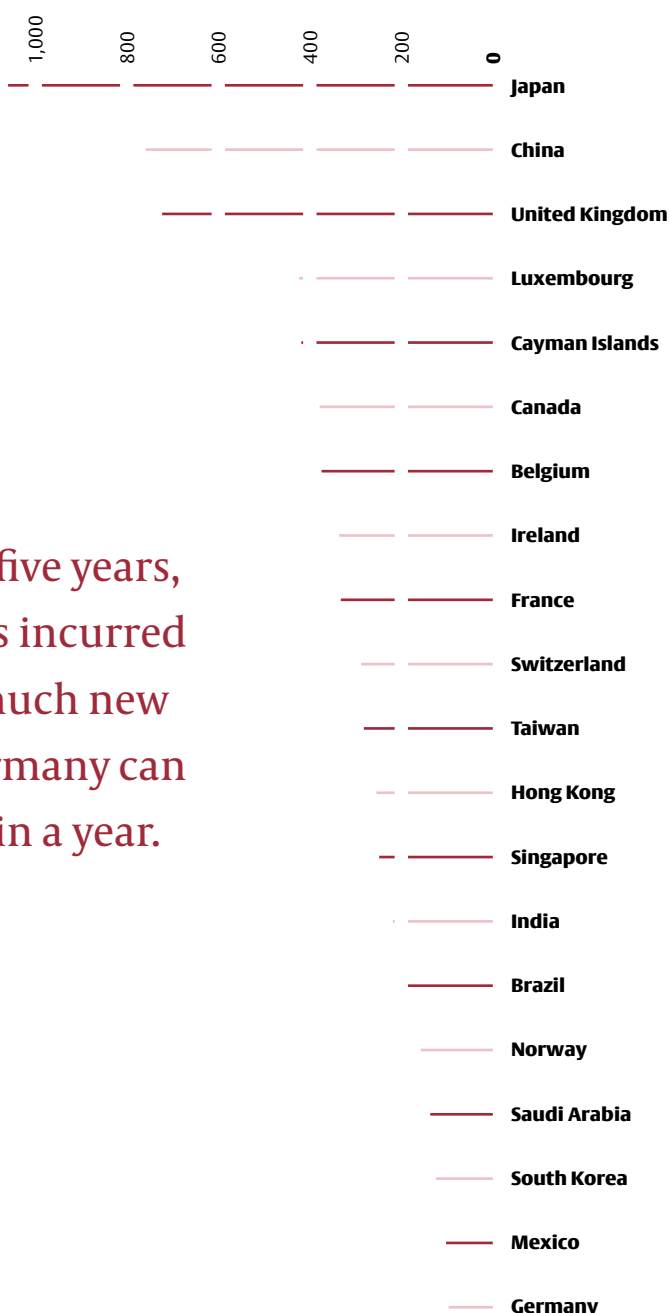 1,000
800
600
400
200
0
Japan
China
United Kingdom
Luxembourg
Cayman Islands
Canada
Belgium
Ireland
five years,
France
s incurred
Switzerland
much new
Taiwan
rmany can
Hong Kong
in a year.
Singapore
India
Brazil
Norway
Saudi Arabia
South Korea
Mexico
Germany